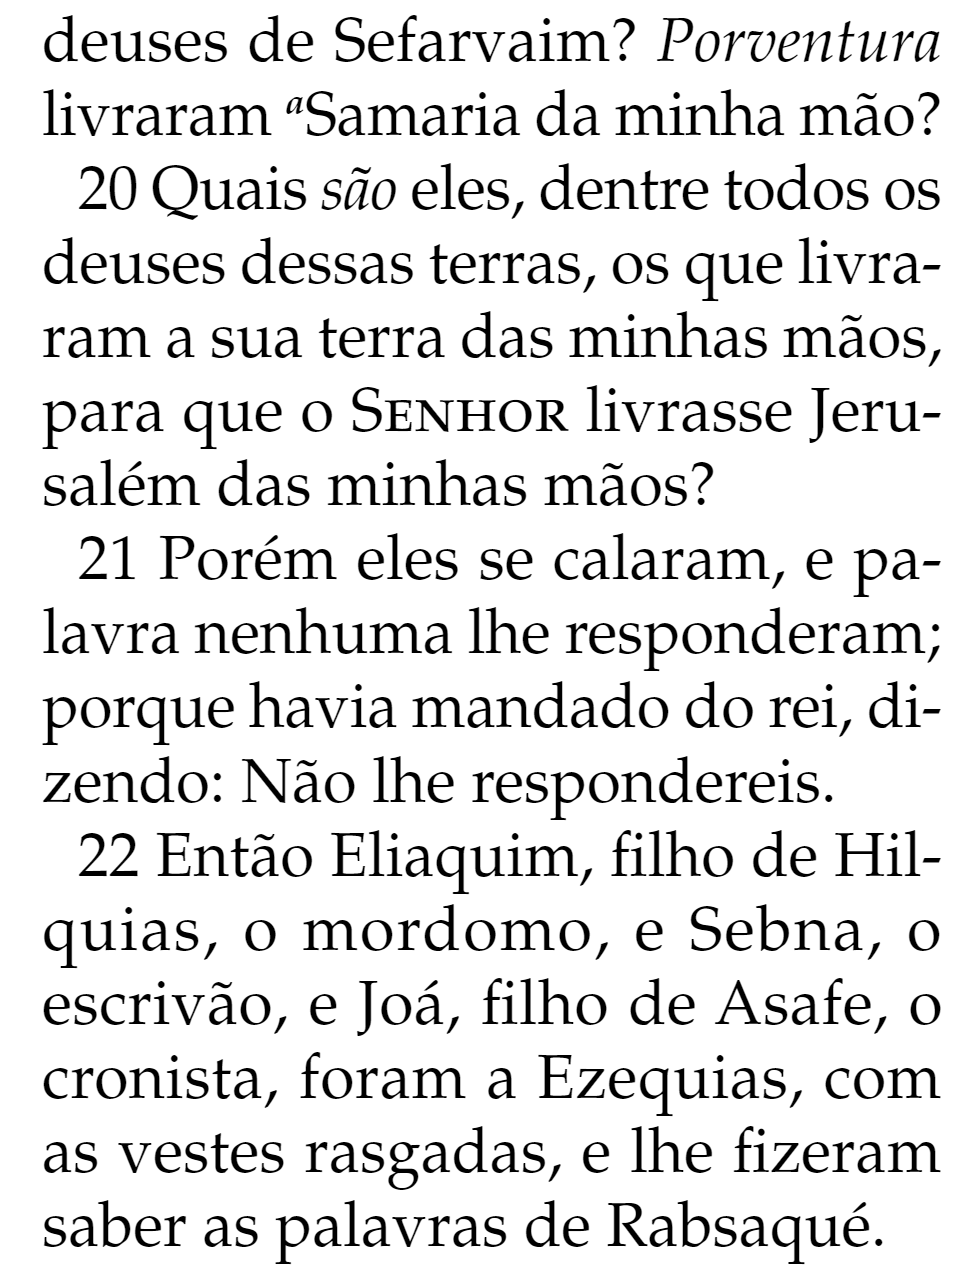 deuses de Sefarvaim? Porventura
livraram ᵃSamaria da minha mão?
20 Quais são eles, dentre todos os
deuses dessas terras, os que livra-
ram a sua terra das minhas mãos,
para que o SENHOR livrasse Jeru-
salém das minhas mãos?
21 Porém eles se calaram, e pa-
lavra nenhuma lhe responderam;
porque havia mandado do rei, di-
zendo: Não lhe respondereis.
22 Então Eliaquim, filho de Hil-
quias, o mordomo, e Sebna, o
escrivão, e Joá, filho de Asafe, o
cronista, foram a Ezequias, com
as vestes rasgadas, e lhe fizeram
saber as palavras de Rabsaqué.